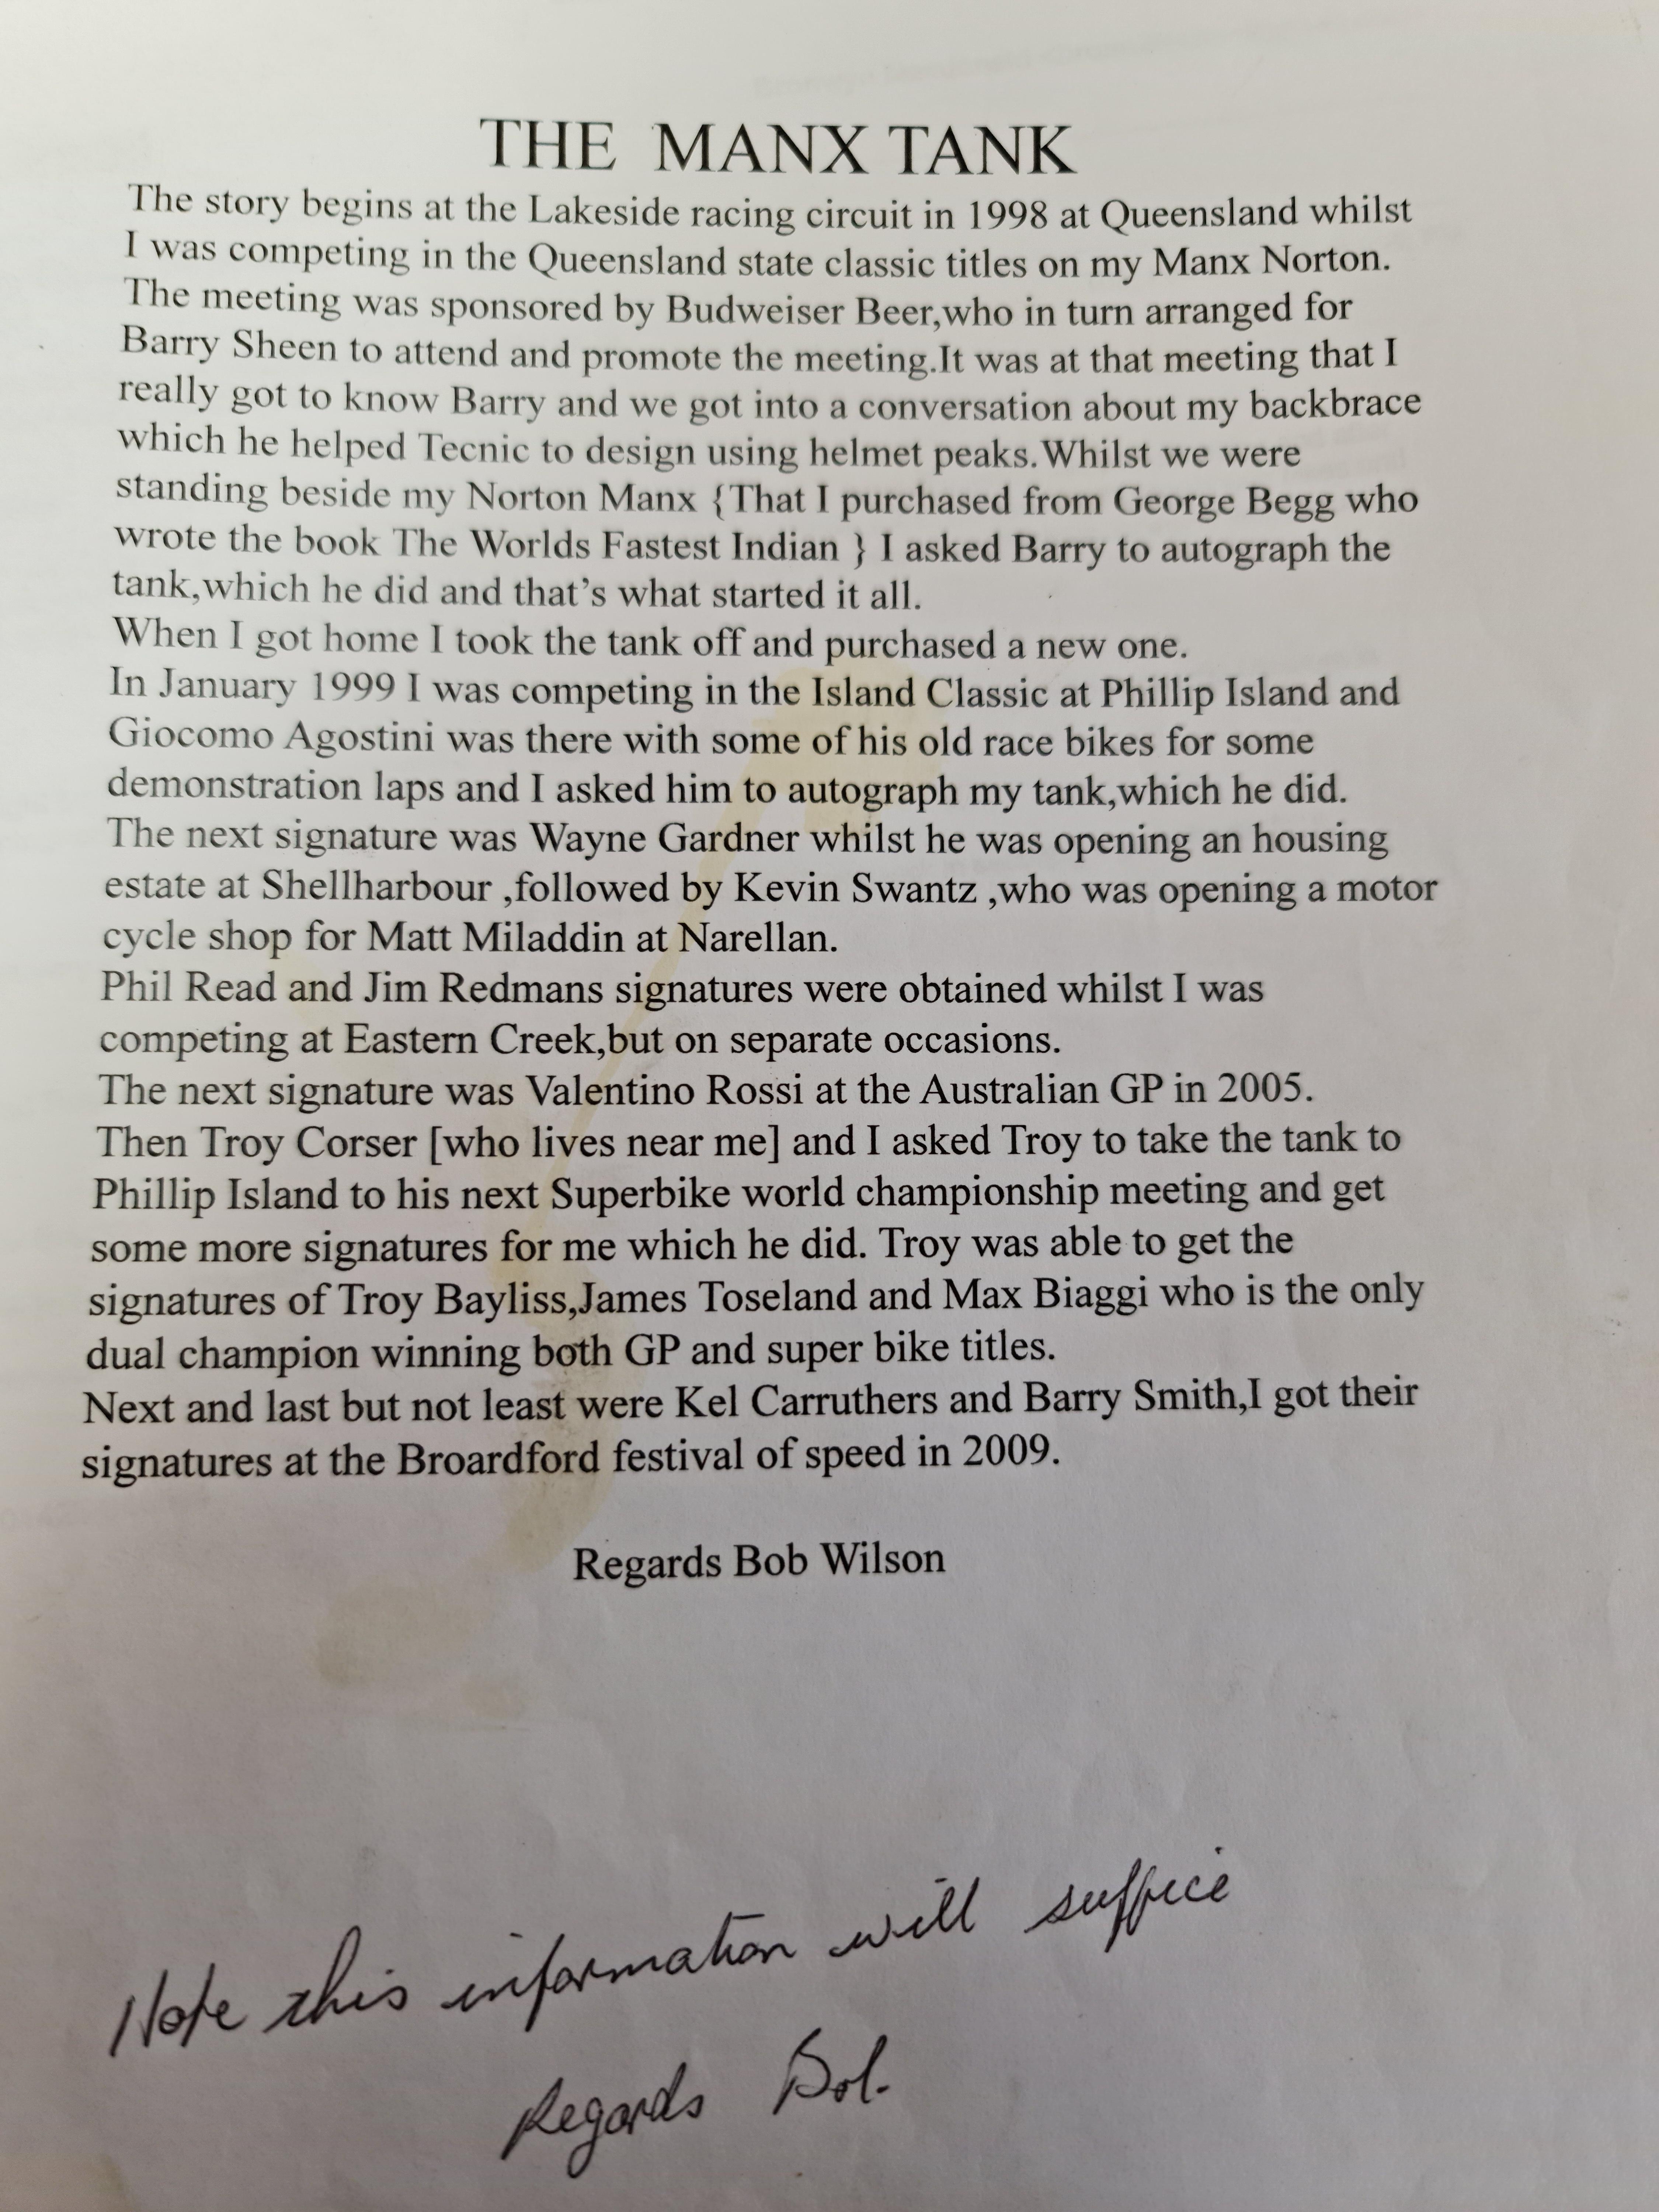 THE MANX TANK
The story begins at the Lakeside racing circuit in 1998 at Queensland whilst
I was competing in the Queensland state classic titles on my Manx Norton.
The meeting was sponsored by Budweiser Beer,who in turn arranged for
Barry Sheen to attend and promote the meeting.It was at that meeting that I
really got to know Barry and we got into a conversation about my backbrace
which he helped Tecnic to design using helmet peaks.Whilst we were
standing beside my Norton Manx {That I purchased from George Begg who
wrote the book The Worlds Fastest Indian } I asked Barry to autograph the
tank,which he did and that's what started it all.
When I got home I took the tank off and purchased a new one.
In January 1999 I was competing in the Island Classic at Phillip Island and
Giocomo Agostini was there with some of his old race bikes for some
demonstration laps and I asked him to autograph my tank,which he did.
The next signature was Wayne Gardner whilst he was opening an housing
estate at Shellharbour ,followed by Kevin Swantz ,who was opening a motor
cycle shop for Matt Miladdin at Narellan.
Phil Read and Jim Redmans signatures were obtained whilst I was
competing at Eastern Creek,but on separate occasions.
The next signature was Valentino Rossi at the Australian GP in 2005.
Then Troy Corser [who lives near me] and I asked Troy to take the tank to
Phillip Island to his next Superbike world championship meeting and get
some more signatures for me which he did. Troy was able to get the
signatures of Troy Bayliss,James Toseland and Max Biaggi who is the only
dual champion winning both GP and super bike titles.
Next and last but not least were Kel Carruthers and Barry Smith,I got their
signatures at the Broardford festival of speed in 2009.
Regards Bob Wilson
Note this information will suffice
Regards Bob.